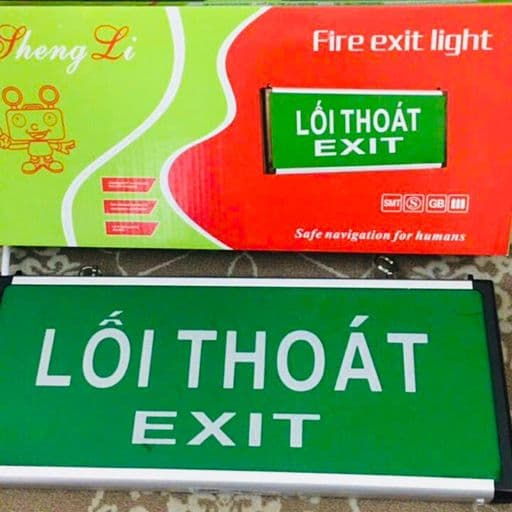 Sheng Li
Fire exit light
LỐI THOÁT
EXIT
SMT S GB
Safe navigation for humans
LỐI THOÁT
EXIT